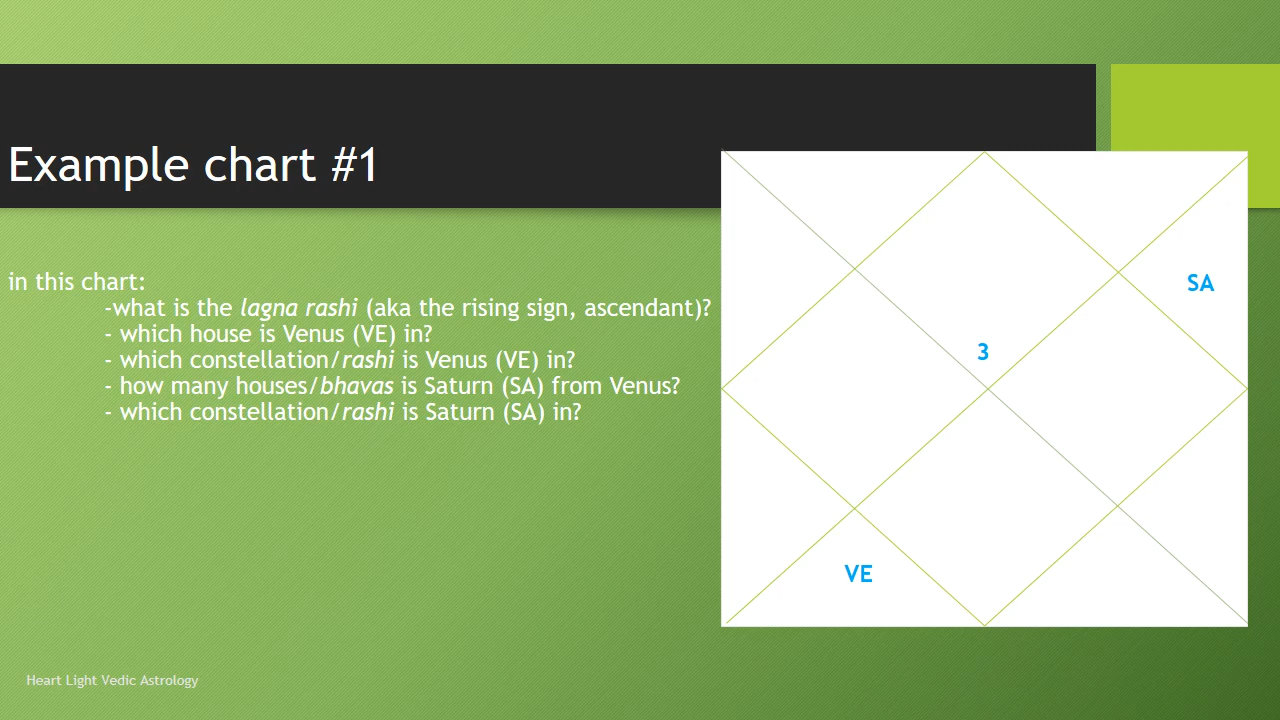 Example chart #1
in this chart:
-what is the lagna rashi (aka the rising sign, ascendant)?
- which house is Venus (VE) in?
- which constellation/rashi is Venus (VE) in?
- how many houses/bhavas is Saturn (SA) from Venus?
- which constellation/rashi is Saturn (SA) in?
SA
3
VE
Heart Light Vedic Astrology